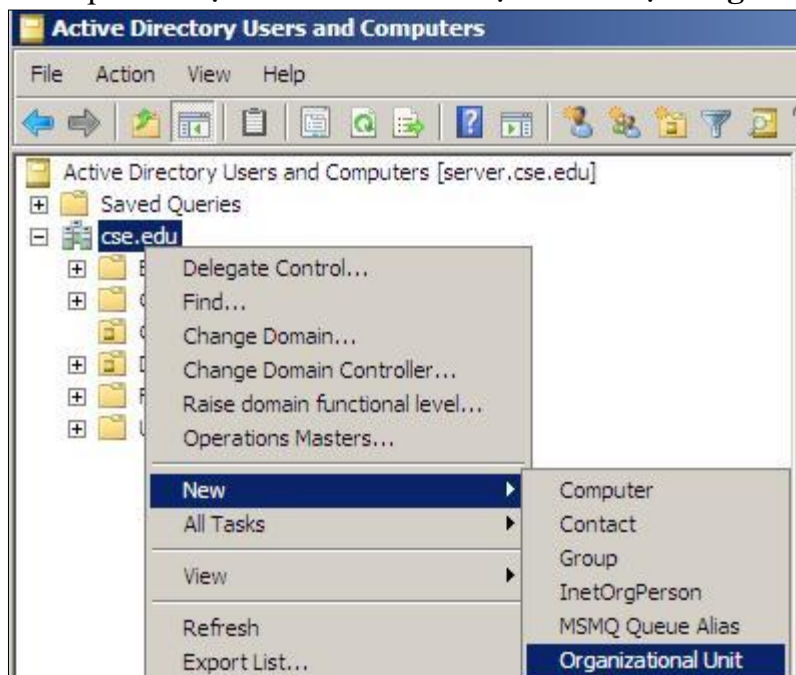 Active Directory Users and Computers
File Action View Help
Active Directory Users and Computers [server.cse.edu]
Saved Queries
cse.edu
Delegate Control...
Find...
Change Domain...
Change Domain Controller...
Raise domain functional level...
Operations Masters...
New
All Tasks
View
Refresh
Export List...
Computer
Contact
Group
InetOrgPerson
MSMQ Queue Alias
Organizational Unit